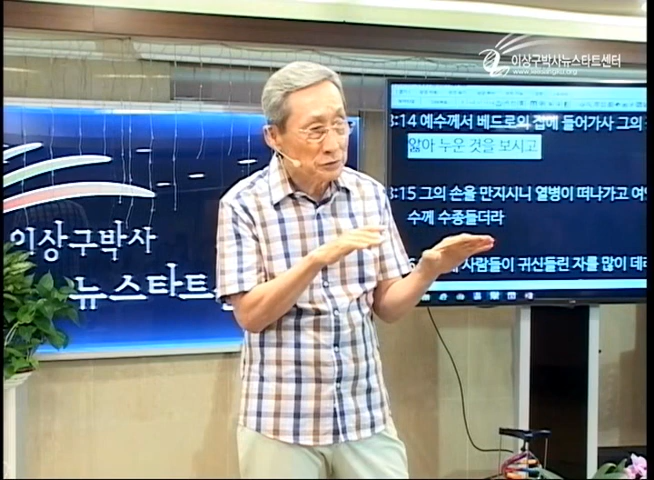 이상구박사뉴스타트센터
www.leesangku.org
8:14 예수께서 베드로의 집에 들어가사 그의
앓아 누운 것을 보시고
8:15 그의 손을 만지시니 열병이 떠나가고
수께 수종들더라
사람들이 귀신들린 자를 많이
이상구박사
뉴스타트